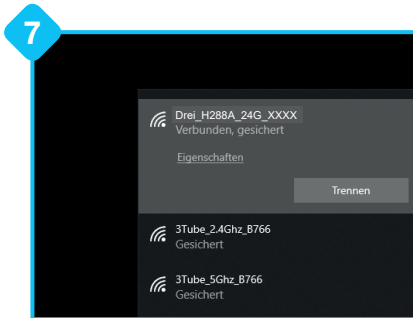 7
Drei_H288A_24G_XXXX
Verbunden, gesichert
Eigenschaften
Trennen
3Tube_2.4Ghz_B766
Gesichert
3Tube_5Ghz_B766
Gesichert